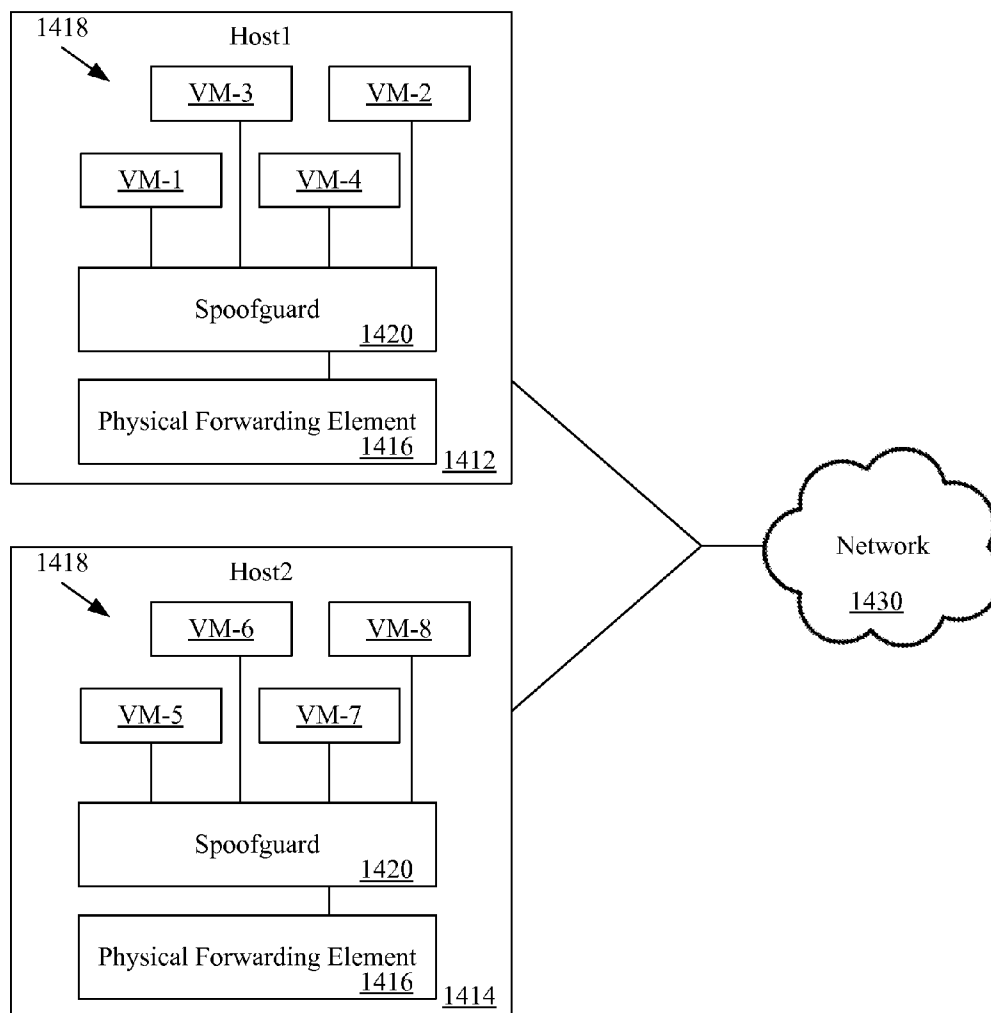 1418
Host1
VM-3
VM-2
VM-1
VM-4
Spoofguard
1420
Physical Forwarding Element
1416
1412
1418
Host2
VM-6
VM-8
VM-5
VM-7
Spoofguard
1420
Physical Forwarding Element
1416
1414
Network
1430